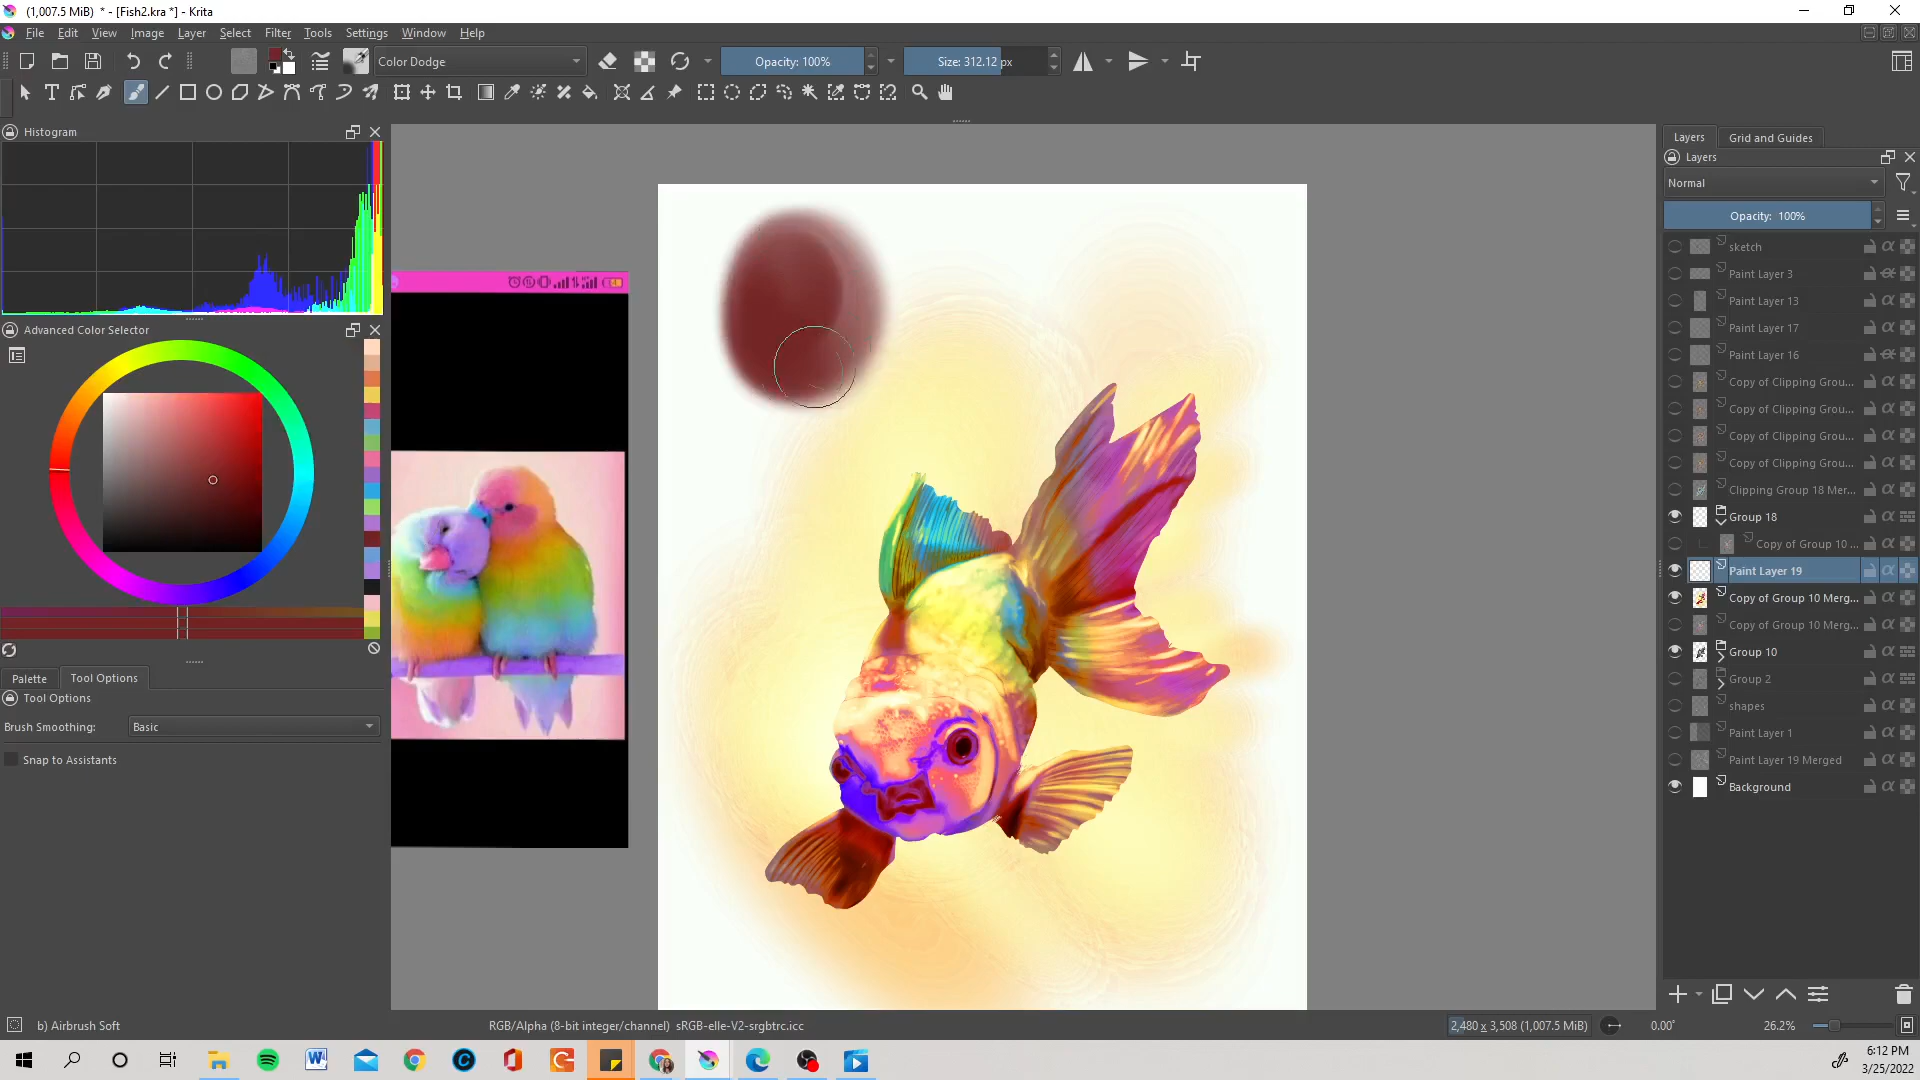 (1,007.5 MiB)  * - [Fish2.kra *] - Krita
File Edit View Image Layer Select Filter Tools Settings Window Help
Color Dodge
Opacity: 100%
Size: 312.12 px
Histogram
Advanced Color Selector
Palette
Tool Options
Tool Options
Brush Smoothing:
Basic
Snap to Assistants
Layers
Grid and Guides
Layers
Normal
Opacity:  100%
sketch
Paint Layer 3
Paint Layer 13
Paint Layer 17
Paint Layer 16
Copy of Clipping Grou...
Copy of Clipping Grou...
Copy of Clipping Grou...
Copy of Clipping Grou...
Clipping Group 18 Mer...
Group 18
Copy of Group 10 ...
Paint Layer 19
Copy of Group 10 Merg...
Copy of Group 10 Merg...
Group 10
Group 2
shapes
Paint Layer 1
Paint Layer 19 Merged
Background
b) Airbrush Soft
RGB/Alpha (8-bit integer/channel)  sRGB-elle-V2-srgbtrc.icc
2,480 x 3,508 (1,007.5 MiB)
0.00°
26.2%
6:12 PM
3/25/2022